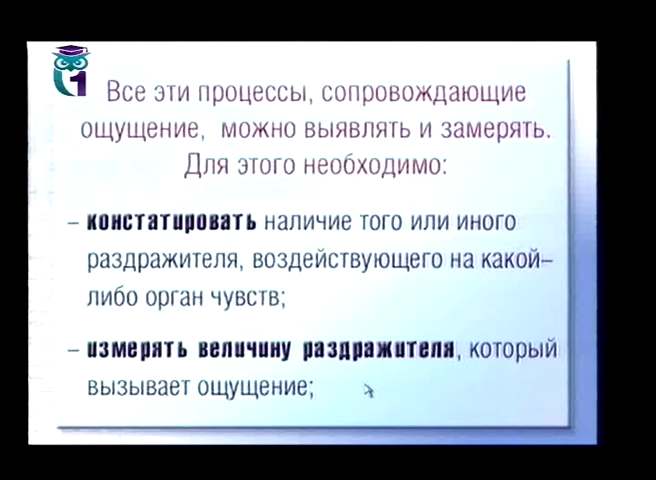 1
Все эти процессы, сопровождающие
ощущение, можно выявлять и замерять.
Для этого необходимо:
– констатировать наличие того или иного
раздражителя, воздействующего на какой–
либо орган чувств;
– измерять величину раздражителя, который
вызывает ощущение;